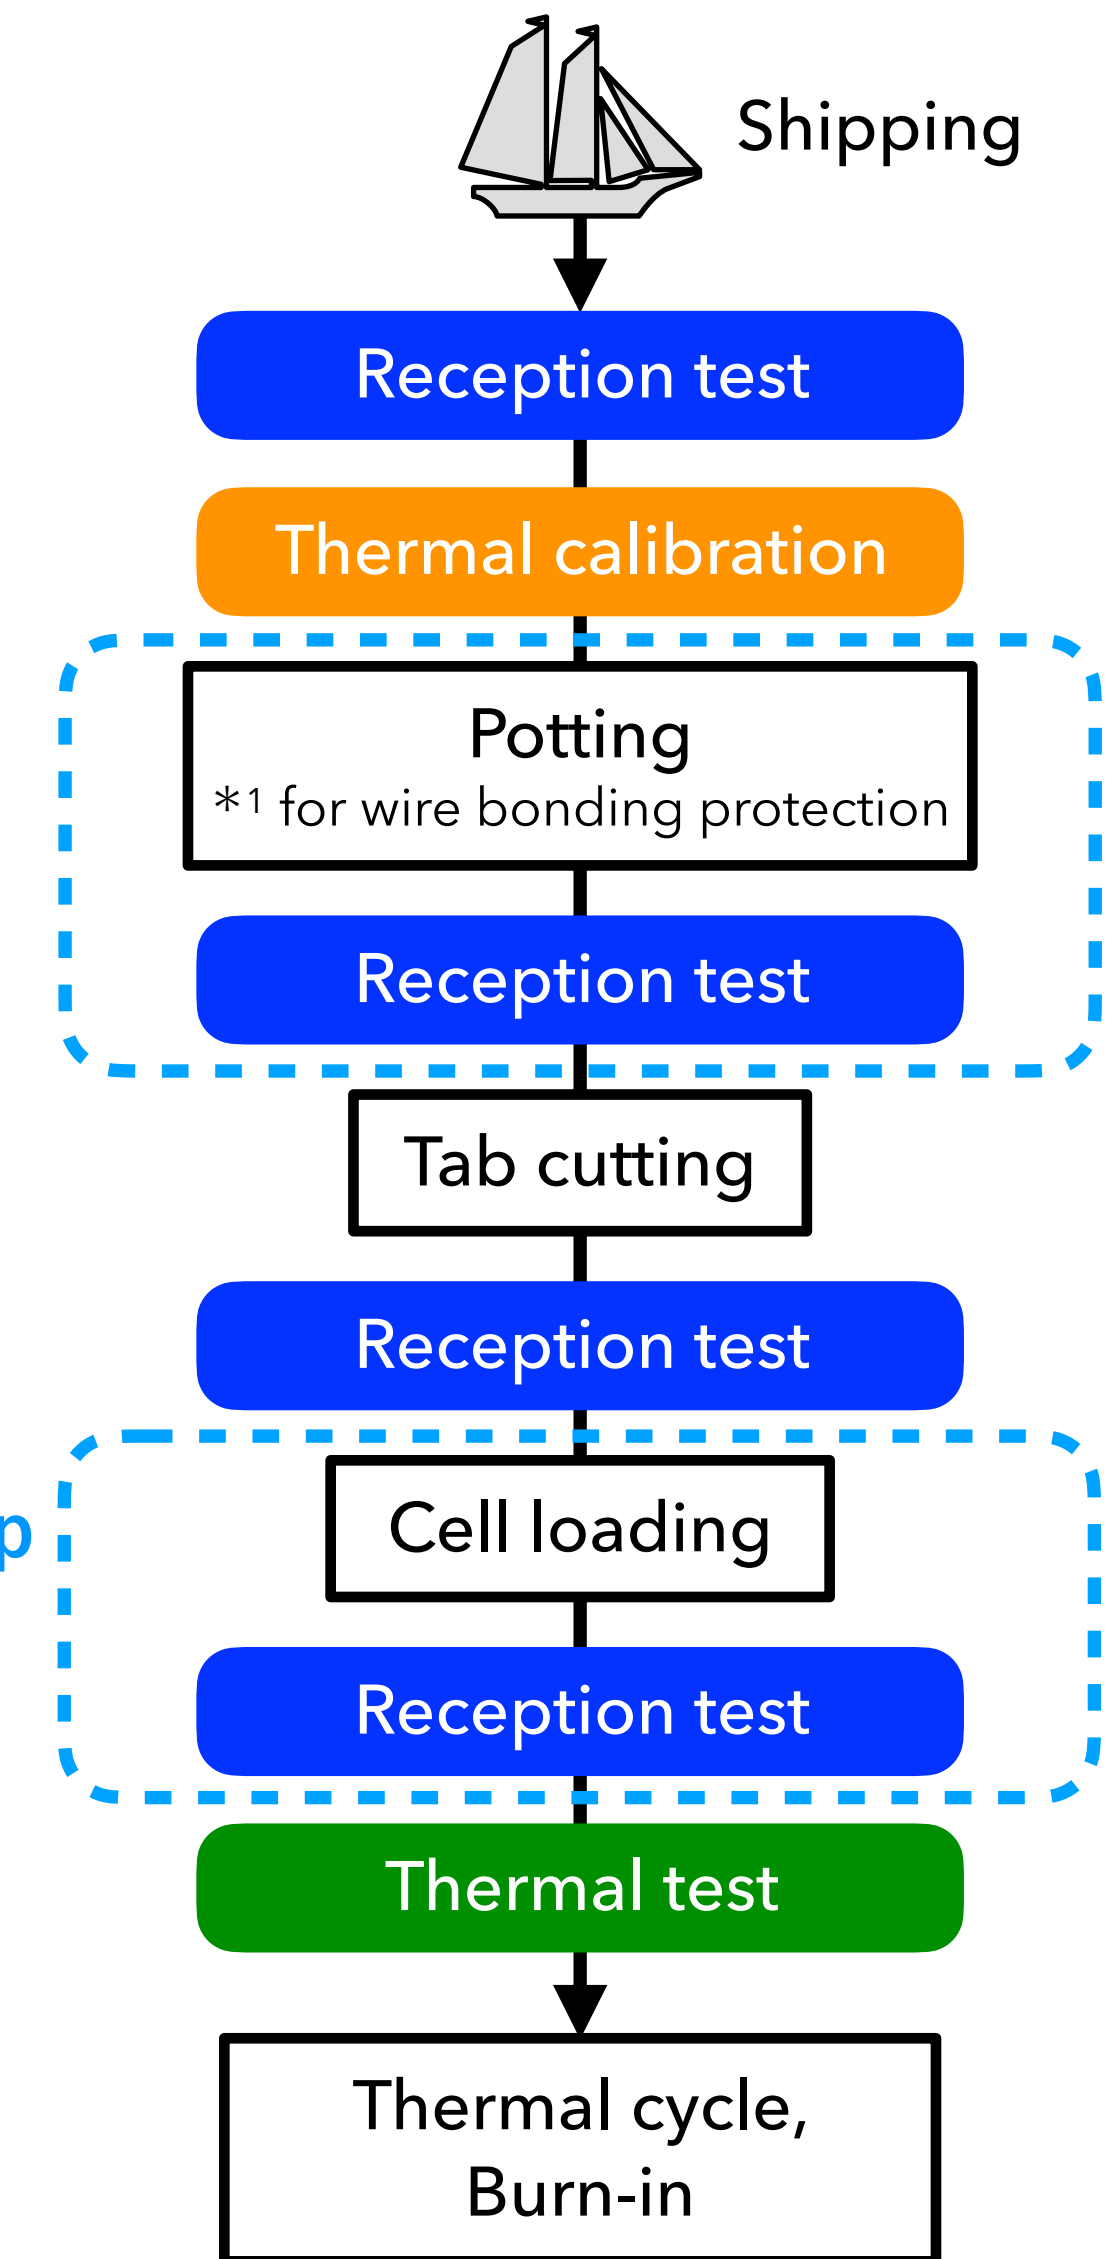 Shipping
Reception test
Thermal calibration
Potting
*¹ for wire bonding protection
Reception test
Tab cutting
Reception test
Cell loading
Reception test
Thermal test
Thermal cycle,
Burn-in